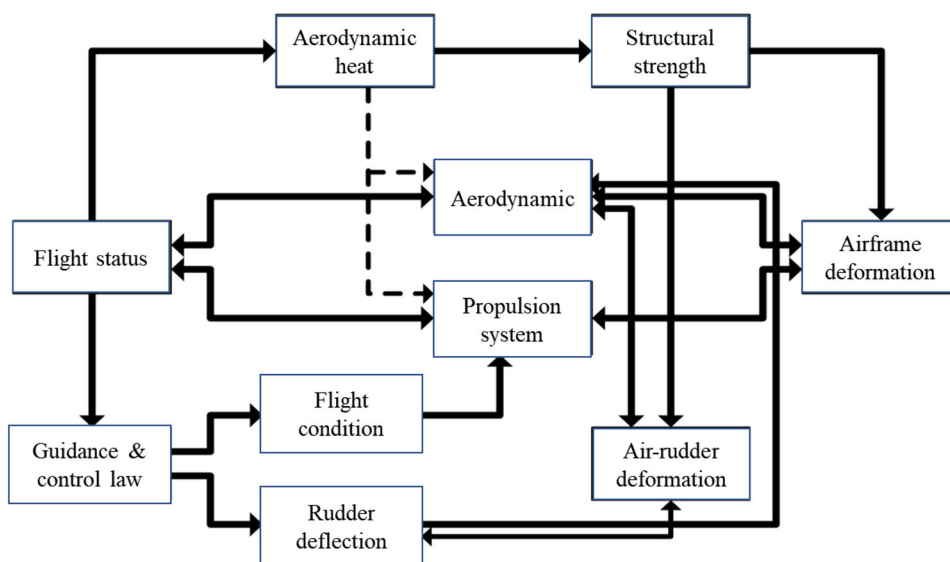 Aerodynamic
heat
Structural
strength
Aerodynamic
Flight status
Airframe
deformation
Propulsion
system
Flight
condition
Guidance &
control law
Air-rudder
deformation
Rudder
deflection